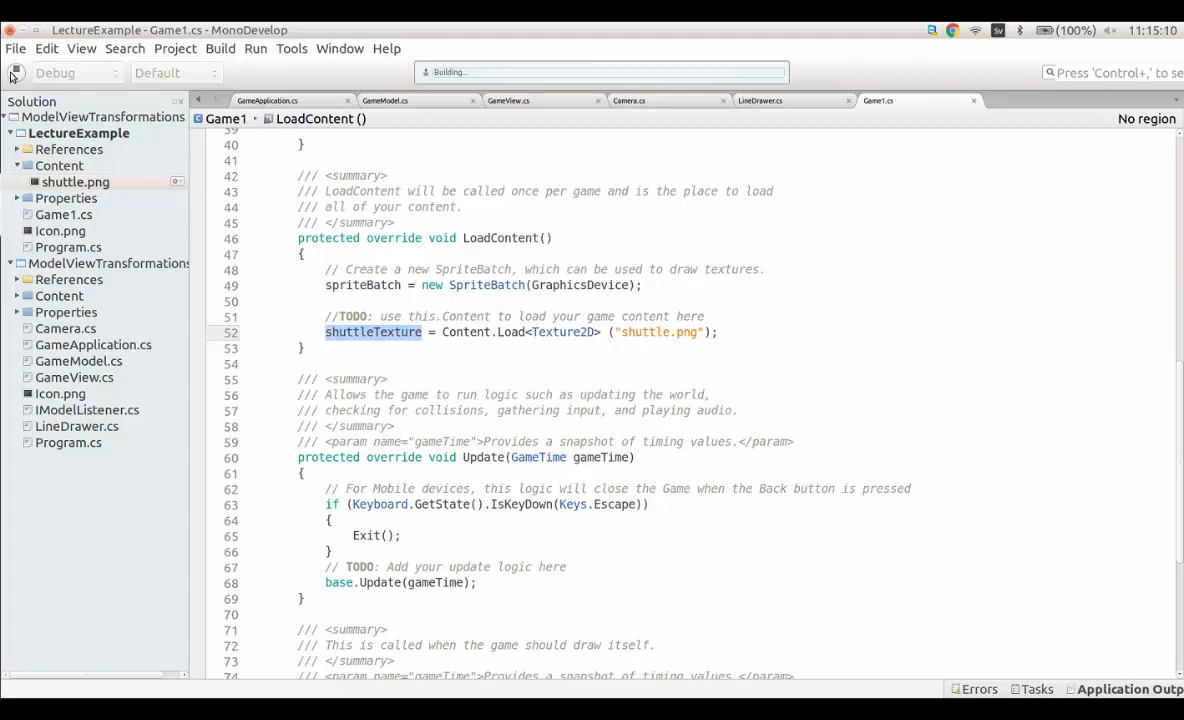 LectureExample - Game1.cs - MonoDevelop
Sv (100%) 11:15:10
File Edit View Search Project Build Run Tools Window Help
Debug Default Building... Press 'Control+,' to se
Solution
GameApplication.cs GameModel.cs GameView.cs Camera.cs LineDrawer.cs Game1.cs
Game1 LoadContent () No region
ModelViewTransformations
LectureExample
References
Content
shuttle.png
Properties
Game1.cs
Icon.png
Program.cs
ModelViewTransformations
References
Content
Properties
Camera.cs
GameApplication.cs
GameModel.cs
GameView.cs
Icon.png
IModelListener.cs
LineDrawer.cs
Program.cs
39
40 }
41
42 /// <summary>
43 /// LoadContent will be called once per game and is the place to load
44 /// all of your content.
45 /// </summary>
46 protected override void LoadContent()
47 {
48 // Create a new SpriteBatch, which can be used to draw textures.
49 spriteBatch = new SpriteBatch(GraphicsDevice);
50
51 //TODO: use this.Content to load your game content here
52 shuttleTexture = Content.Load<Texture2D> ("shuttle.png");
53 }
54
55 /// <summary>
56 /// Allows the game to run logic such as updating the world,
57 /// checking for collisions, gathering input, and playing audio.
58 /// </summary>
59 /// <param name="gameTime">Provides a snapshot of timing values.</param>
60 protected override void Update(GameTime gameTime)
61 {
62 // For Mobile devices, this logic will close the Game when the Back button is pressed
63 if (Keyboard.GetState().IsKeyDown(Keys.Escape))
64 {
65 Exit();
66 }
67 // TODO: Add your update logic here
68 base.Update(gameTime);
69 }
70
71 /// <summary>
72 /// This is called when the game should draw itself.
73 /// </summary>
74 /// <param name="gameTime">Provides a snapshot of timing values.</param>
Errors Tasks Application Outp